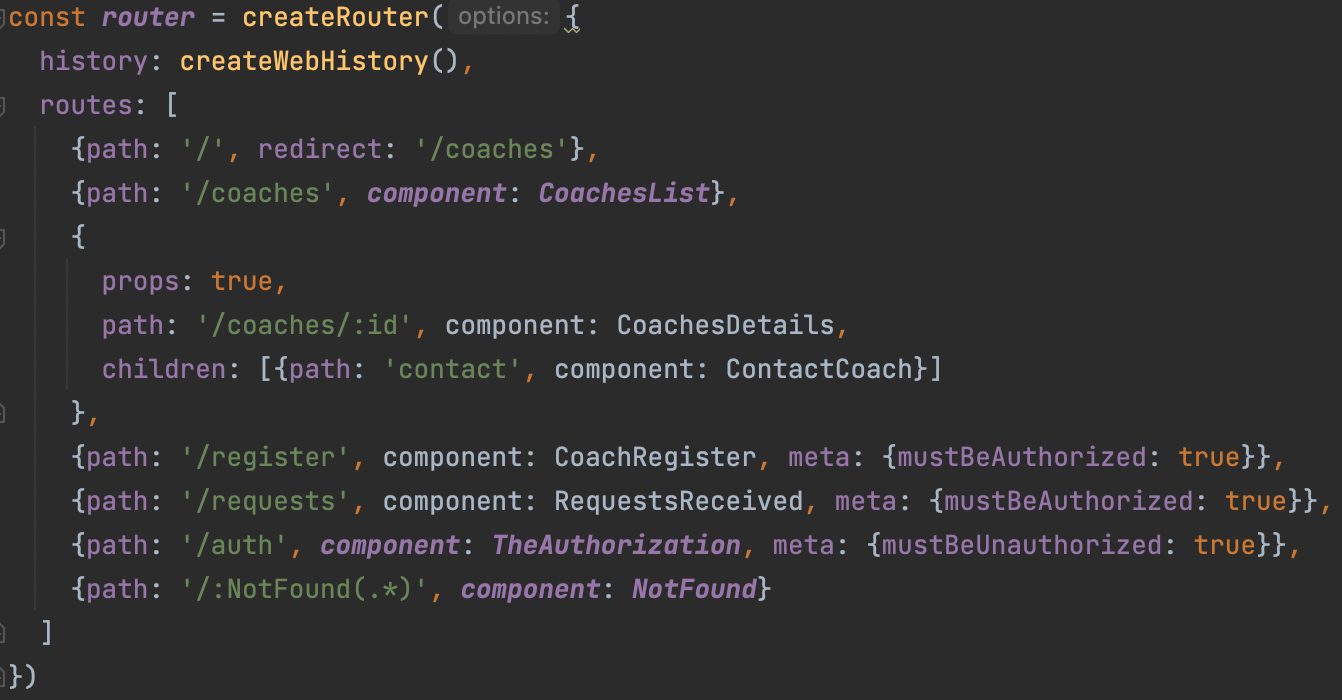 const router = createRouter( options: {
  history: createWebHistory(),
  routes: [
    {path: '/', redirect: '/coaches'},
    {path: '/coaches', component: CoachesList},
    {
      props: true,
      path: '/coaches/:id', component: CoachesDetails,
      children: [{path: 'contact', component: ContactCoach}]
    },
    {path: '/register', component: CoachRegister, meta: {mustBeAuthorized: true}},
    {path: '/requests', component: RequestsReceived, meta: {mustBeAuthorized: true}},
    {path: '/auth', component: TheAuthorization, meta: {mustBeUnauthorized: true}},
    {path: '/:NotFound(.*)', component: NotFound}
  ]
})